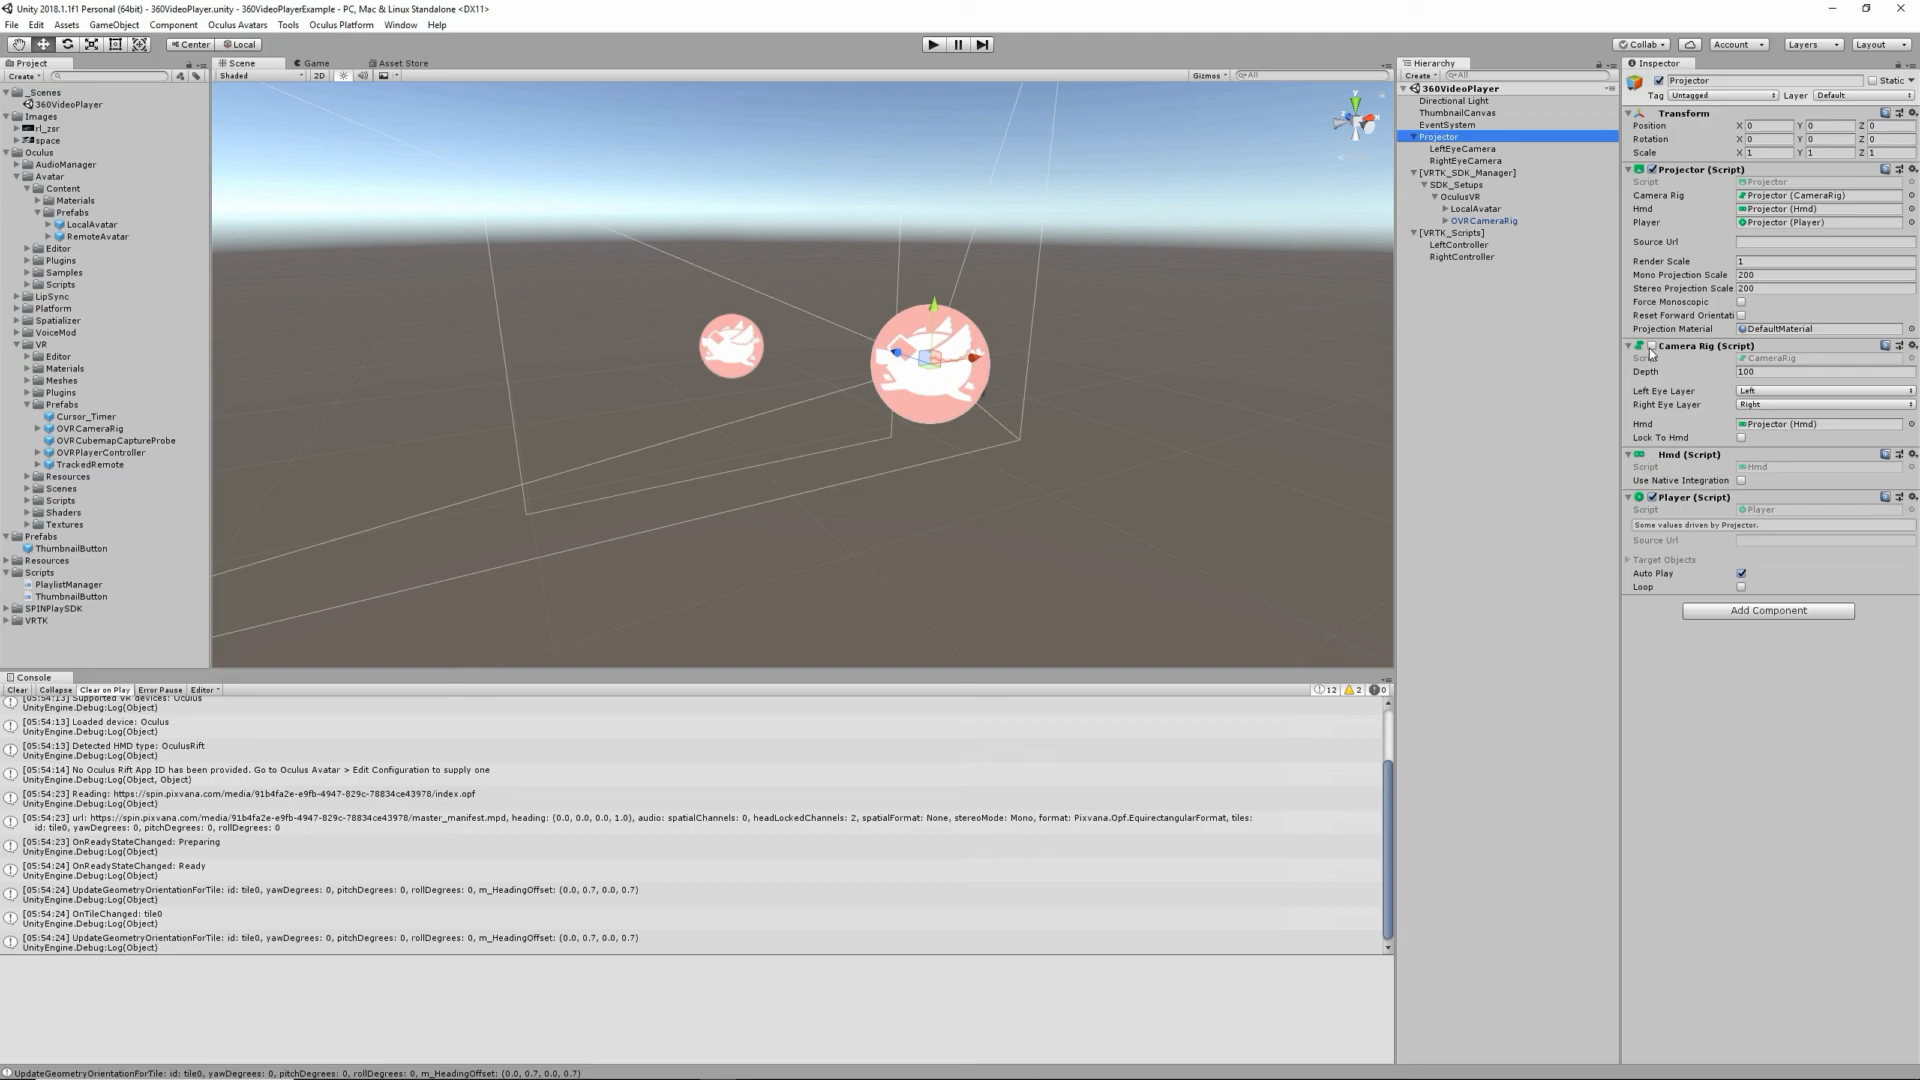 Unity 2018.1.1f1 Personal (64bit) - 360VideoPlayer.unity - 360VideoPlayerExample - PC, Mac & Linux Standalone <DX11>
File Edit Assets GameObject Component Oculus Avatars Tools Oculus Platform Window Help
Center Local
Collab Account Layers Layout
Project
Create
_Scenes
360VideoPlayer
Images
rl_zsr
space
Oculus
AudioManager
Avatar
Content
Materials
Prefabs
LocalAvatar
RemoteAvatar
Editor
Plugins
Samples
Scripts
LipSync
Platform
Spatializer
VoiceMod
VR
Editor
Materials
Meshes
Plugins
Prefabs
Cursor_Timer
OVRCameraRig
OVRCubemapCaptureProbe
OVRPlayerController
TrackedRemote
Resources
Scenes
Scripts
Shaders
Textures
Prefabs
ThumbnailButton
Resources
Scripts
PlaylistManager
ThumbnailButton
SPINPlaySDK
VRTK
Scene Game Asset Store
Shaded 2D Gizmos All
y
x
z
Hierarchy
Create All
360VideoPlayer
Directional Light
ThumbnailCanvas
EventSystem
Projector
LeftEyeCamera
RightEyeCamera
[VRTK_SDK_Manager]
SDK_Setups
OculusVR
LocalAvatar
OVRCameraRig
[VRTK_Scripts]
LeftController
RightController
Inspector
Projector Static
Tag Untagged Layer Default
Transform
Position X 0 Y 0 Z 0
Rotation X 0 Y 0 Z 0
Scale X 1 Y 1 Z 1
Projector (Script)
Script Projector
Camera Rig Projector (CameraRig)
Hmd Projector (Hmd)
Player Projector (Player)
Source Url
Render Scale 1
Mono Projection Scale 200
Stereo Projection Scale 200
Force Monoscopic
Reset Forward Orientati
Projection Material DefaultMaterial
Camera Rig (Script)
CameraRig
Depth 100
Left Eye Layer Left
Right Eye Layer Right
Hmd Projector (Hmd)
Lock To Hmd
Hmd (Script)
Script Hmd
Use Native Integration
Player (Script)
Script Player
Some values driven by Projector.
Source Url
Target Objects
Auto Play
Loop
Add Component
Console
Clear Collapse Clear on Play Error Pause Editor 12 2 0
[05:54:13] Supported VR devices: Oculus
UnityEngine.Debug:Log(Object)
[05:54:13] Loaded device: Oculus
UnityEngine.Debug:Log(Object)
[05:54:13] Detected HMD type: OculusRift
UnityEngine.Debug:Log(Object)
[05:54:14] No Oculus Rift App ID has been provided. Go to Oculus Avatar > Edit Configuration to supply one
UnityEngine.Debug:Log(Object, Object)
[05:54:23] Reading: https://spin.pixvana.com/media/91b4fa2e-e9fb-4947-829c-78834ce43978/index.opf
UnityEngine.Debug:Log(Object)
[05:54:23] url: https://spin.pixvana.com/media/91b4fa2e-e9fb-4947-829c-78834ce43978/master_manifest.mpd, heading: (0.0, 0.0, 0.0, 1.0), audio: spatialChannels: 0, headLockedChannels: 2, spatialFormat: None, stereoMode: Mono, format: Pixvana.Opf.EquirectangularFormat, tiles:
id: tile0, yawDegrees: 0, pitchDegrees: 0, rollDegrees: 0
[05:54:23] OnReadyStateChanged: Preparing
UnityEngine.Debug:Log(Object)
[05:54:24] OnReadyStateChanged: Ready
UnityEngine.Debug:Log(Object)
[05:54:24] UpdateGeometryOrientationForTile: id: tile0, yawDegrees: 0, pitchDegrees: 0, rollDegrees: 0, m_HeadingOffset: (0.0, 0.7, 0.0, 0.7)
UnityEngine.Debug:Log(Object)
[05:54:24] OnTileChanged: tile0
UnityEngine.Debug:Log(Object)
[05:54:24] UpdateGeometryOrientationForTile: id: tile0, yawDegrees: 0, pitchDegrees: 0, rollDegrees: 0, m_HeadingOffset: (0.0, 0.7, 0.0, 0.7)
UnityEngine.Debug:Log(Object)
UpdateGeometryOrientationForTile: id: tile0, yawDegrees: 0, pitchDegrees: 0, rollDegrees: 0, m_HeadingOffset: (0.0, 0.7, 0.0, 0.7)